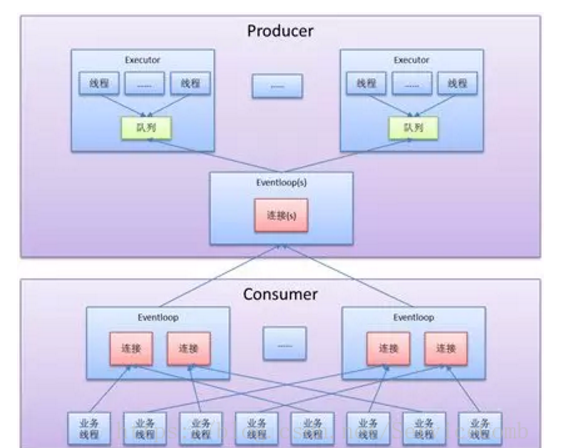 Producer
Executor
Executor
线程
......
线程
......
线程
......
线程
队列
队列
Eventloop(s)
连接(s)
Consumer
Eventloop
Eventloop
连接
连接
......
连接
连接
业务
线程
业务
线程
业务
线程
业务
线程
业务
线程
业务
线程
业务
线程
业务
线程